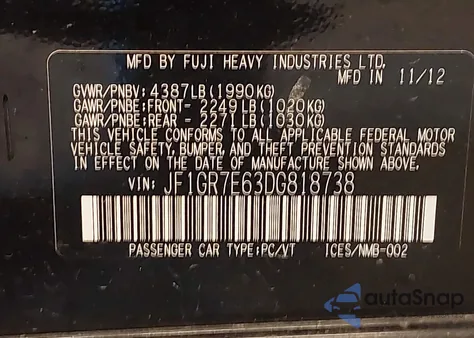 MFD BY FUJI HEAVY INDUSTRIES LTD.
MFD IN 11/12
GVWR/PNBV: 4387LB(1990KG)
GAWR/PNBE:FRONT- 2249LB(1020KG)
GAWR/PNBE:REAR - 2271LB(1030KG)
THIS VEHICLE CONFORMS TO ALL APPLICABLE FEDERAL MOTOR
VEHICLE SAFETY, BUMPER, AND THEFT PREVENTION STANDARDS
IN EFFECT ON THE DATE OF MANUFACTURE SHOWN ABOVE.
VIN: JF1GR7E63DG818738
PASSENGER CAR TYPE:PC/VT ICES/NMB-002
autoSnap